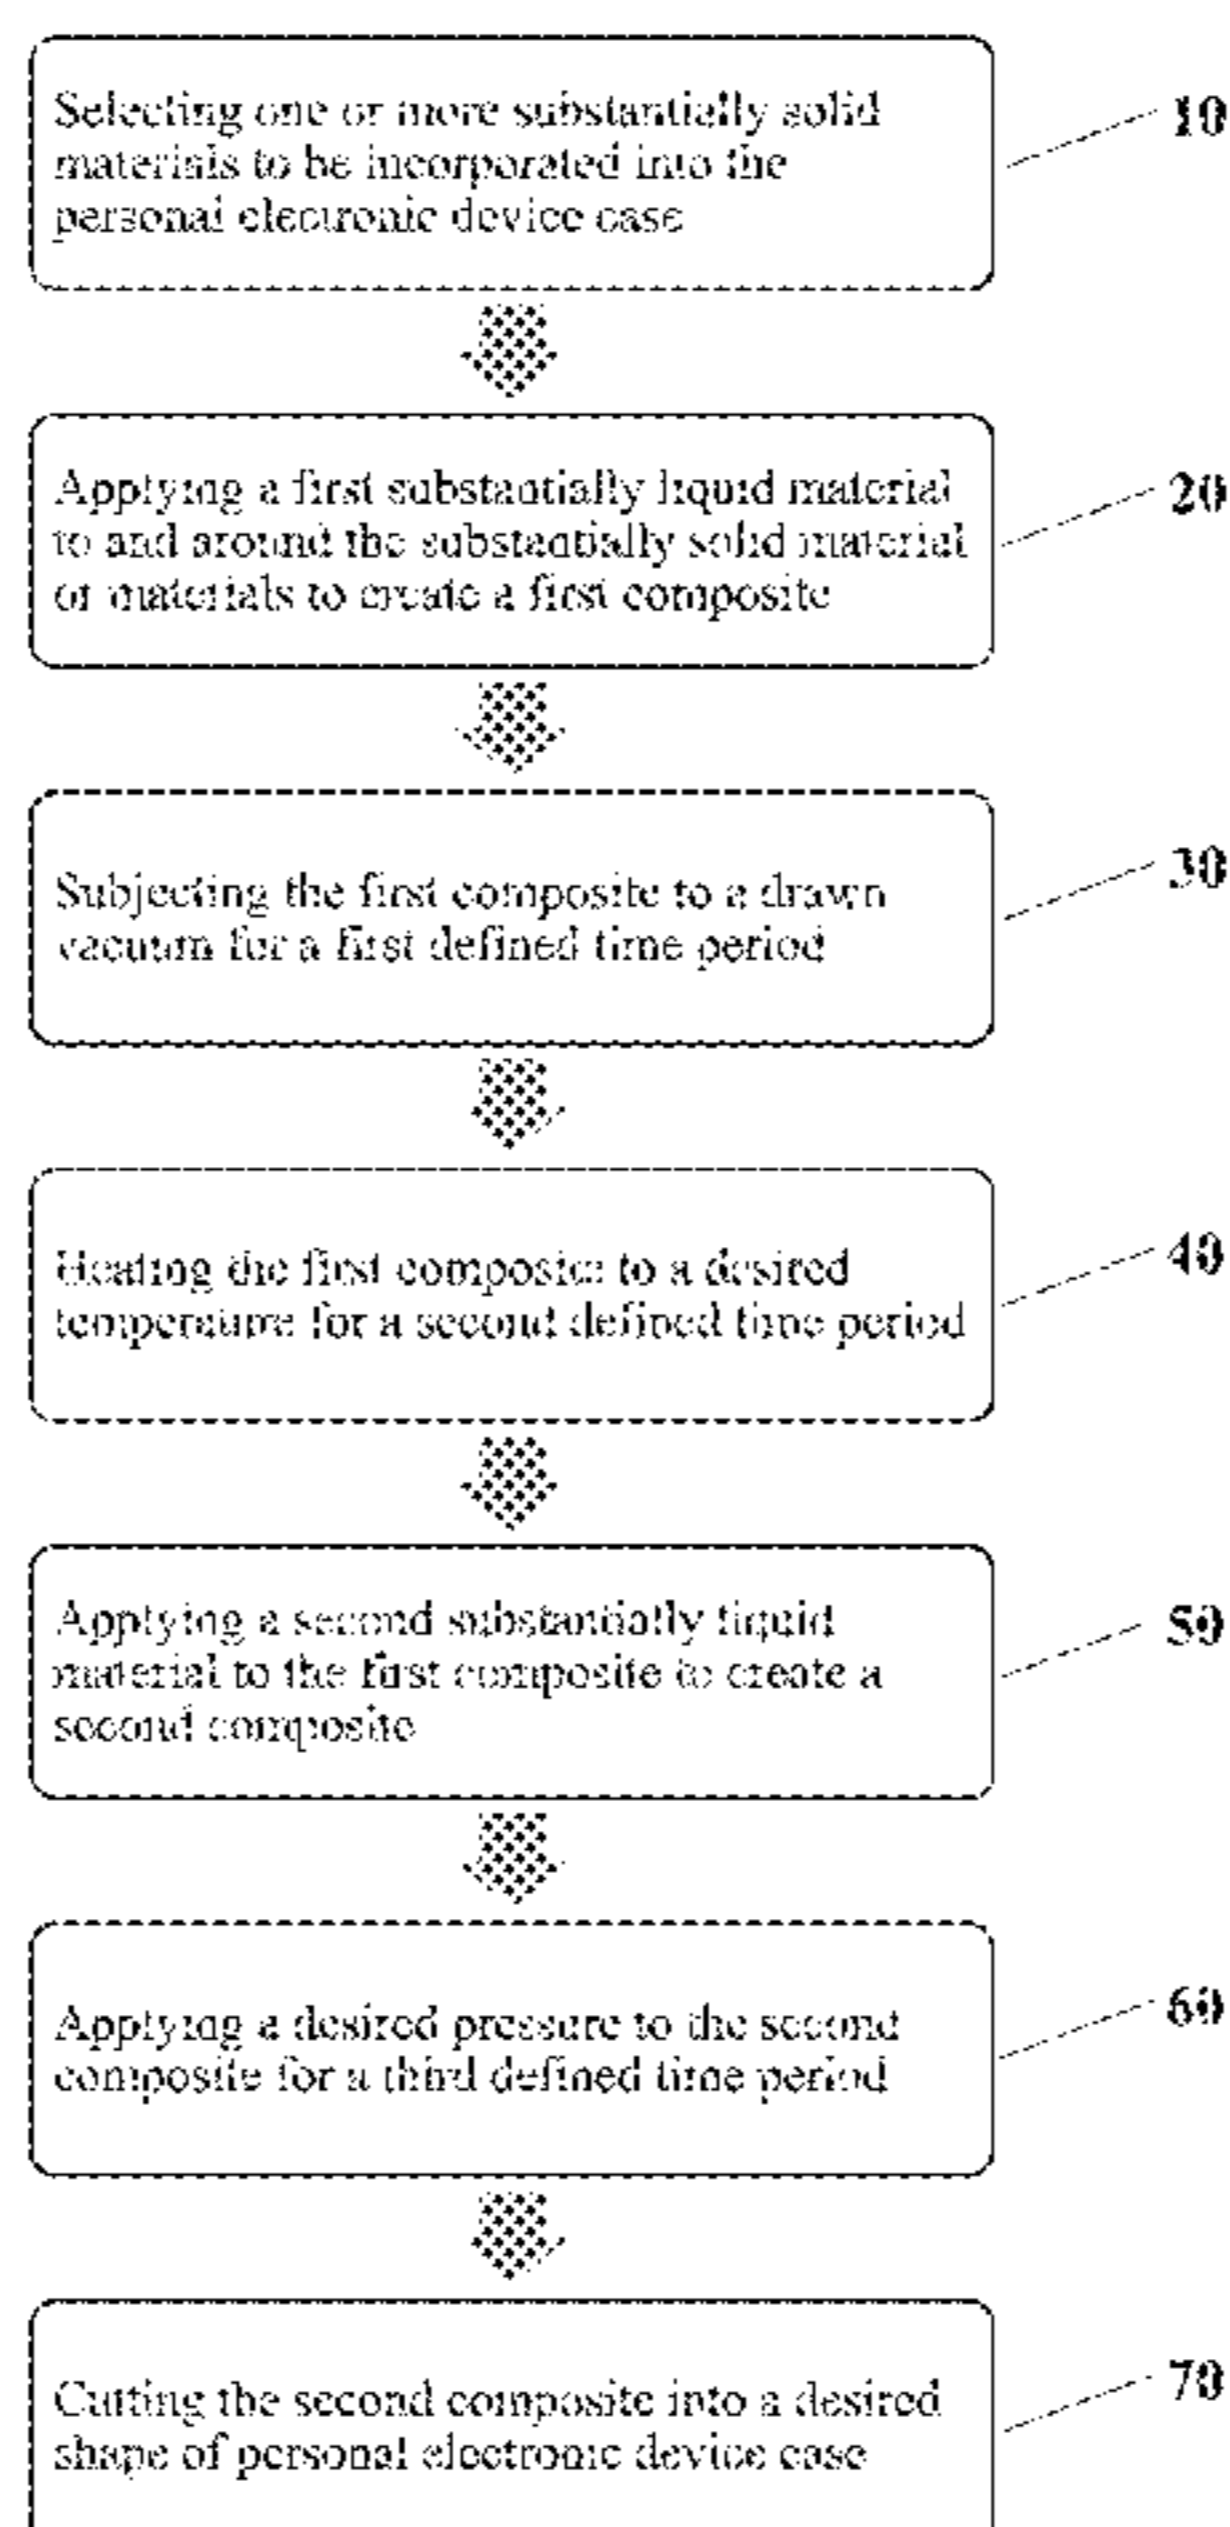 Selecting one or more substantially solid
materials to be incorporated into the
personal electronic device case
10
Applying a first substantially liquid material
to and around the substantially solid material
or materials to create a first composite
20
Subjecting the first composite to a drawn
vacuum for a first defined time period
30
Heating the first composite to a desired
temperature for a second defined time period
40
Applying a second substantially liquid
material to the first composite to create a
second composite
50
Applying a desired pressure to the second
composite for a third defined time period
60
Cutting the second composite into a desired
shape of personal electronic device case
70